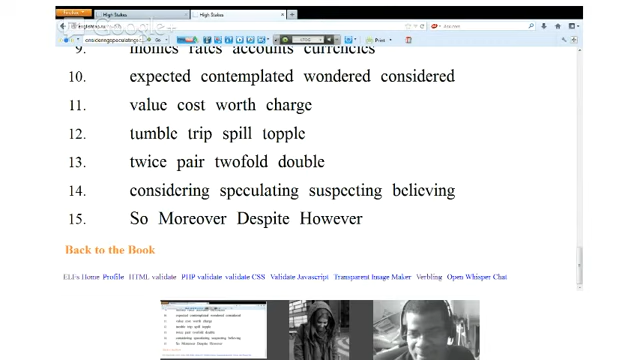 High Stakes
High Stakes
Print
9. monies rates accounts currencies
10. expected contemplated wondered considered
11. value cost worth charge
12. tumble trip spill topple
13. twice pair twofold double
14. considering speculating suspecting believing
15. So Moreover Despite However
Back to the Book
ELI's Home Profile HTML validate PHP validate validate CSS Validate Javascript Transparent Image Maker Verbling Open Whisper Chat